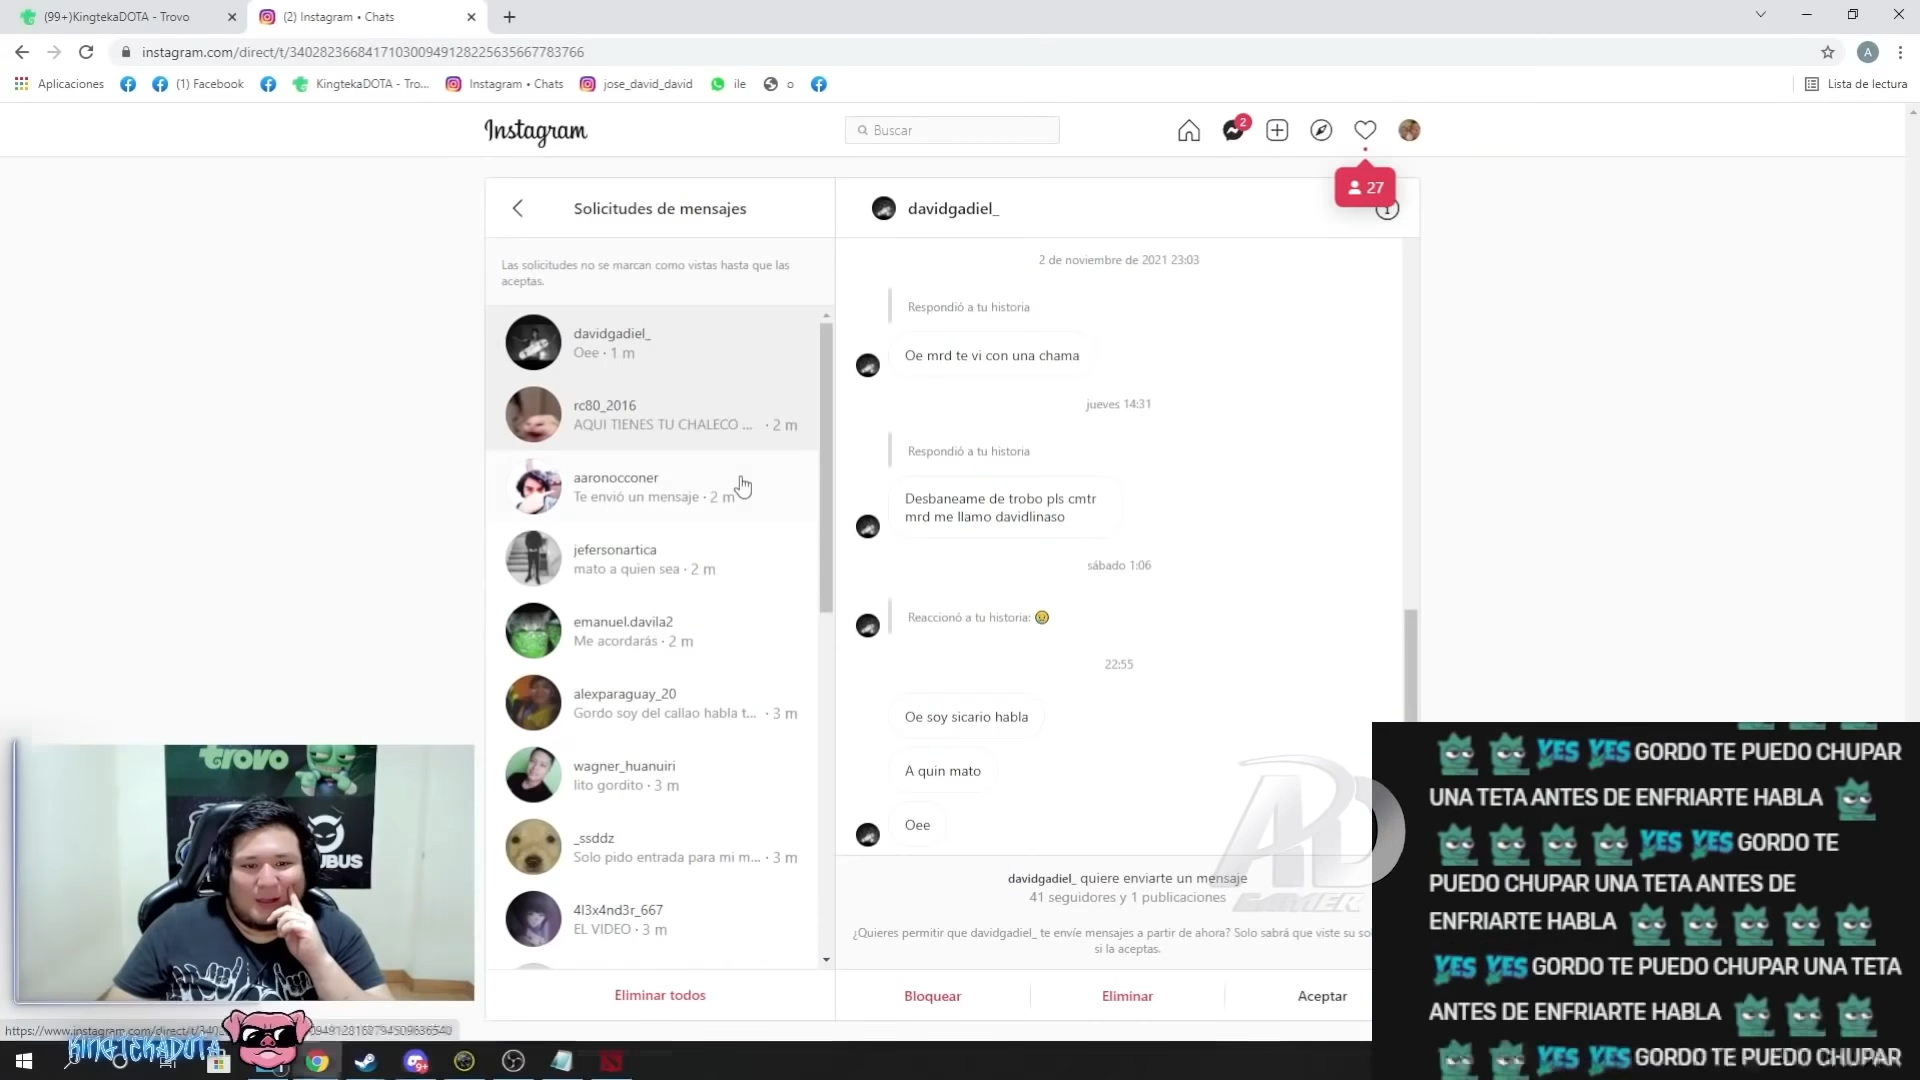 (99+)KingtekaDOTA - Trovo
(2) Instagram • Chats
instagram.com/direct/t/340282366841710300949128225635667783766
A
Aplicaciones
(1) Facebook
KingtekaDOTA - Tro...
Instagram • Chats
jose_david_david
ile
o
Lista de lectura
Instagram
Buscar
2
27
Solicitudes de mensajes
davidgadiel_
Las solicitudes no se marcan como vistas hasta que las
aceptas.
davidgadiel_
Oee · 1 m
rc80_2016
AQUI TIENES TU CHALECO ... · 2 m
aaronocconer
Te envió un mensaje · 2 m
jefersonartica
mato a quien sea · 2 m
emanuel.davila2
Me acordarás · 2 m
alexparaguay_20
Gordo soy del callao habla t... · 3 m
wagner_huanuiri
lito gordito · 3 m
_ssddz
Solo pido entrada para mi m... · 3 m
4l3x4nd3r_667
EL VIDEO · 3 m
Eliminar todos
2 de noviembre de 2021 23:03
Respondió a tu historia
Oe mrd te vi con una chama
jueves 14:31
Respondió a tu historia
Desbaneame de trobo pls cmtr
mrd me llamo davidlinaso
sábado 1:06
Reaccionó a tu historia: 😢
22:55
Oe soy sicario habla
A quin mato
Oee
davidgadiel_ quiere enviarte un mensaje
41 seguidores y 1 publicaciones
¿Quieres permitir que davidgadiel_ te envíe mensajes a partir de ahora? Solo sabrá que viste su so
si la aceptas.
Bloquear
Eliminar
Aceptar
AD
GAMER
YES YES GORDO TE PUEDO CHUPAR
UNA TETA ANTES DE ENFRIARTE HABLA
YES YES GORDO TE
PUEDO CHUPAR UNA TETA ANTES DE
ENFRIARTE HABLA
YES YES GORDO TE PUEDO CHUPAR UNA TETA
ANTES DE ENFRIARTE HABLA
YES YES GORDO TE PUEDO CHUPAR
trovo
UBUS
KINGTEKADOTA
9+